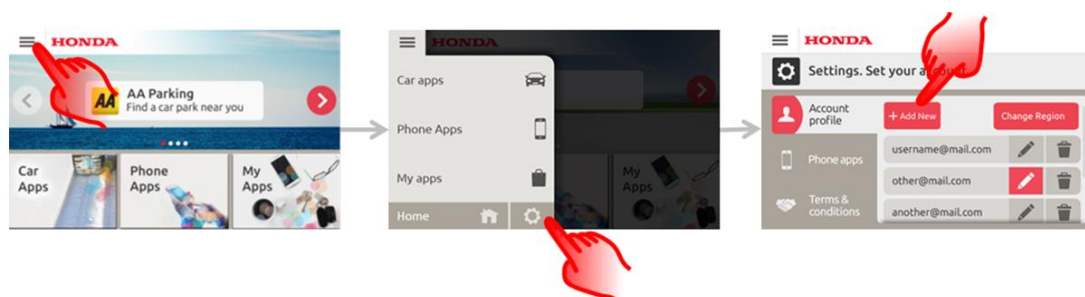 HONDA
AA
AA Parking
Find a car park near you
Car
Apps
Phone
Apps
My
Apps
HONDA
Car apps
Phone Apps
My apps
Home
My
Apps
HONDA
Settings. Set your account
Account
profile
+ Add New
Change Region
Phone apps
username@mail.com
other@mail.com
Terms &
conditions
another@mail.com